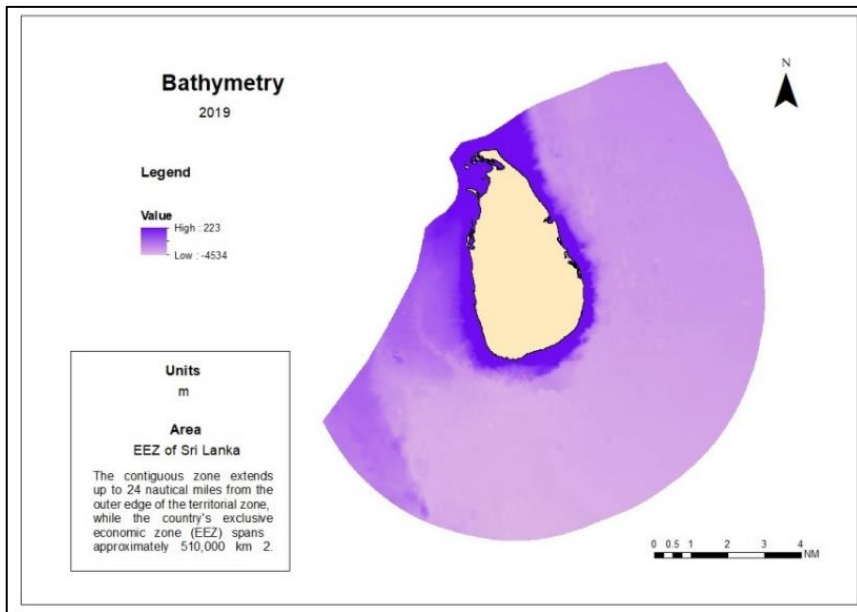 Bathymetry
2019
N
Legend
Value
High : 223
Low : -4534
Units
m
Area
EEZ of Sri Lanka
The contiguous zone extends
up to 24 nautical miles from the
outer edge of the territorial zone,
while the country's exclusive
economic zone (EEZ) spans
approximately 510,000 km 2.
0 0.5 1 2 3 4
NM